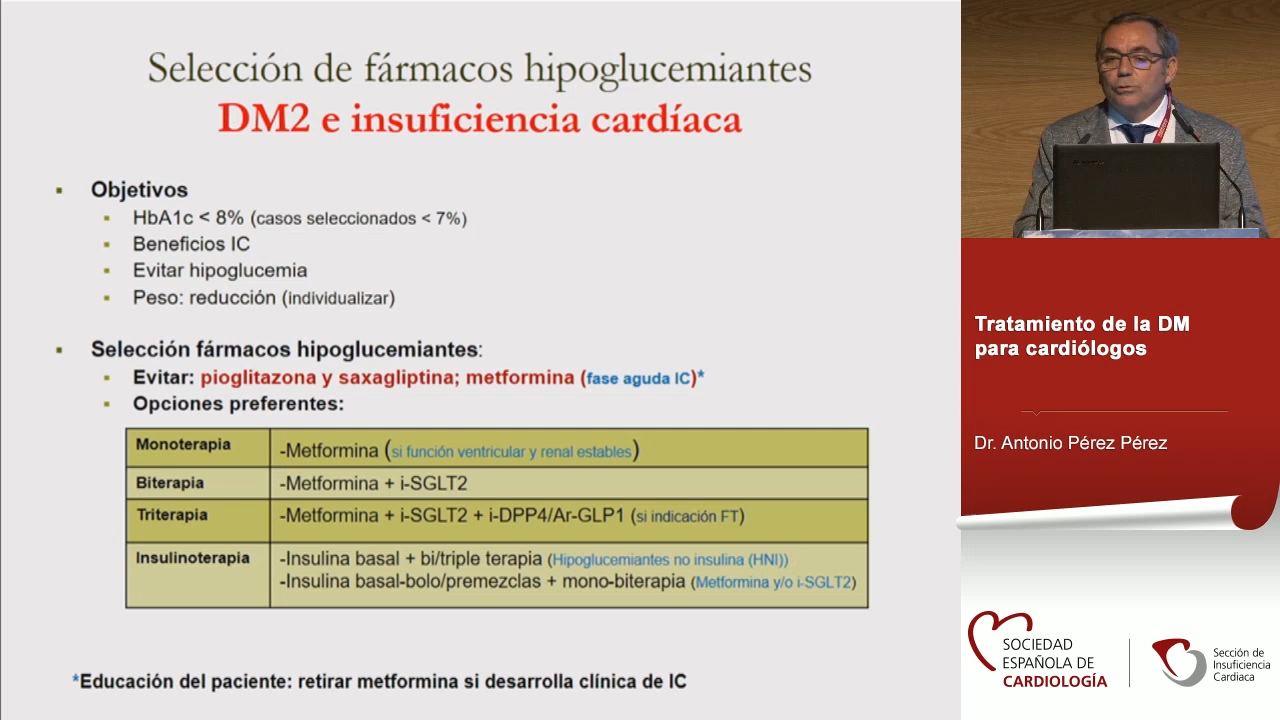 Selección de fármacos hipoglucemiantes
DM2 e insuficiencia cardíaca
▪ Objetivos
▪ HbA1c < 8% (casos seleccionados < 7%)
▪ Beneficios IC
▪ Evitar hipoglucemia
▪ Peso: reducción (individualizar)
▪ Selección fármacos hipoglucemiantes:
▪ Evitar: pioglitazona y saxagliptina; metformina (fase aguda IC)*
▪ Opciones preferentes:
Monoterapia -Metformina (si función ventricular y renal estables)
Biterapia -Metformina + i-SGLT2
Triterapia -Metformina + i-SGLT2 + i-DPP4/Ar-GLP1 (si indicación FT)
Insulinoterapia -Insulina basal + bi/triple terapia (Hipoglucemiantes no insulina (HNI))
-Insulina basal-bolo/premezclas + mono-biterapia (Metformina y/o i-SGLT2)
*Educación del paciente: retirar metformina si desarrolla clínica de IC
Tratamiento de la DM
para cardiólogos
Dr. Antonio Pérez Pérez
SOCIEDAD
ESPAÑOLA DE
CARDIOLOGÍA
Sección de
Insuficiencia
Cardiaca